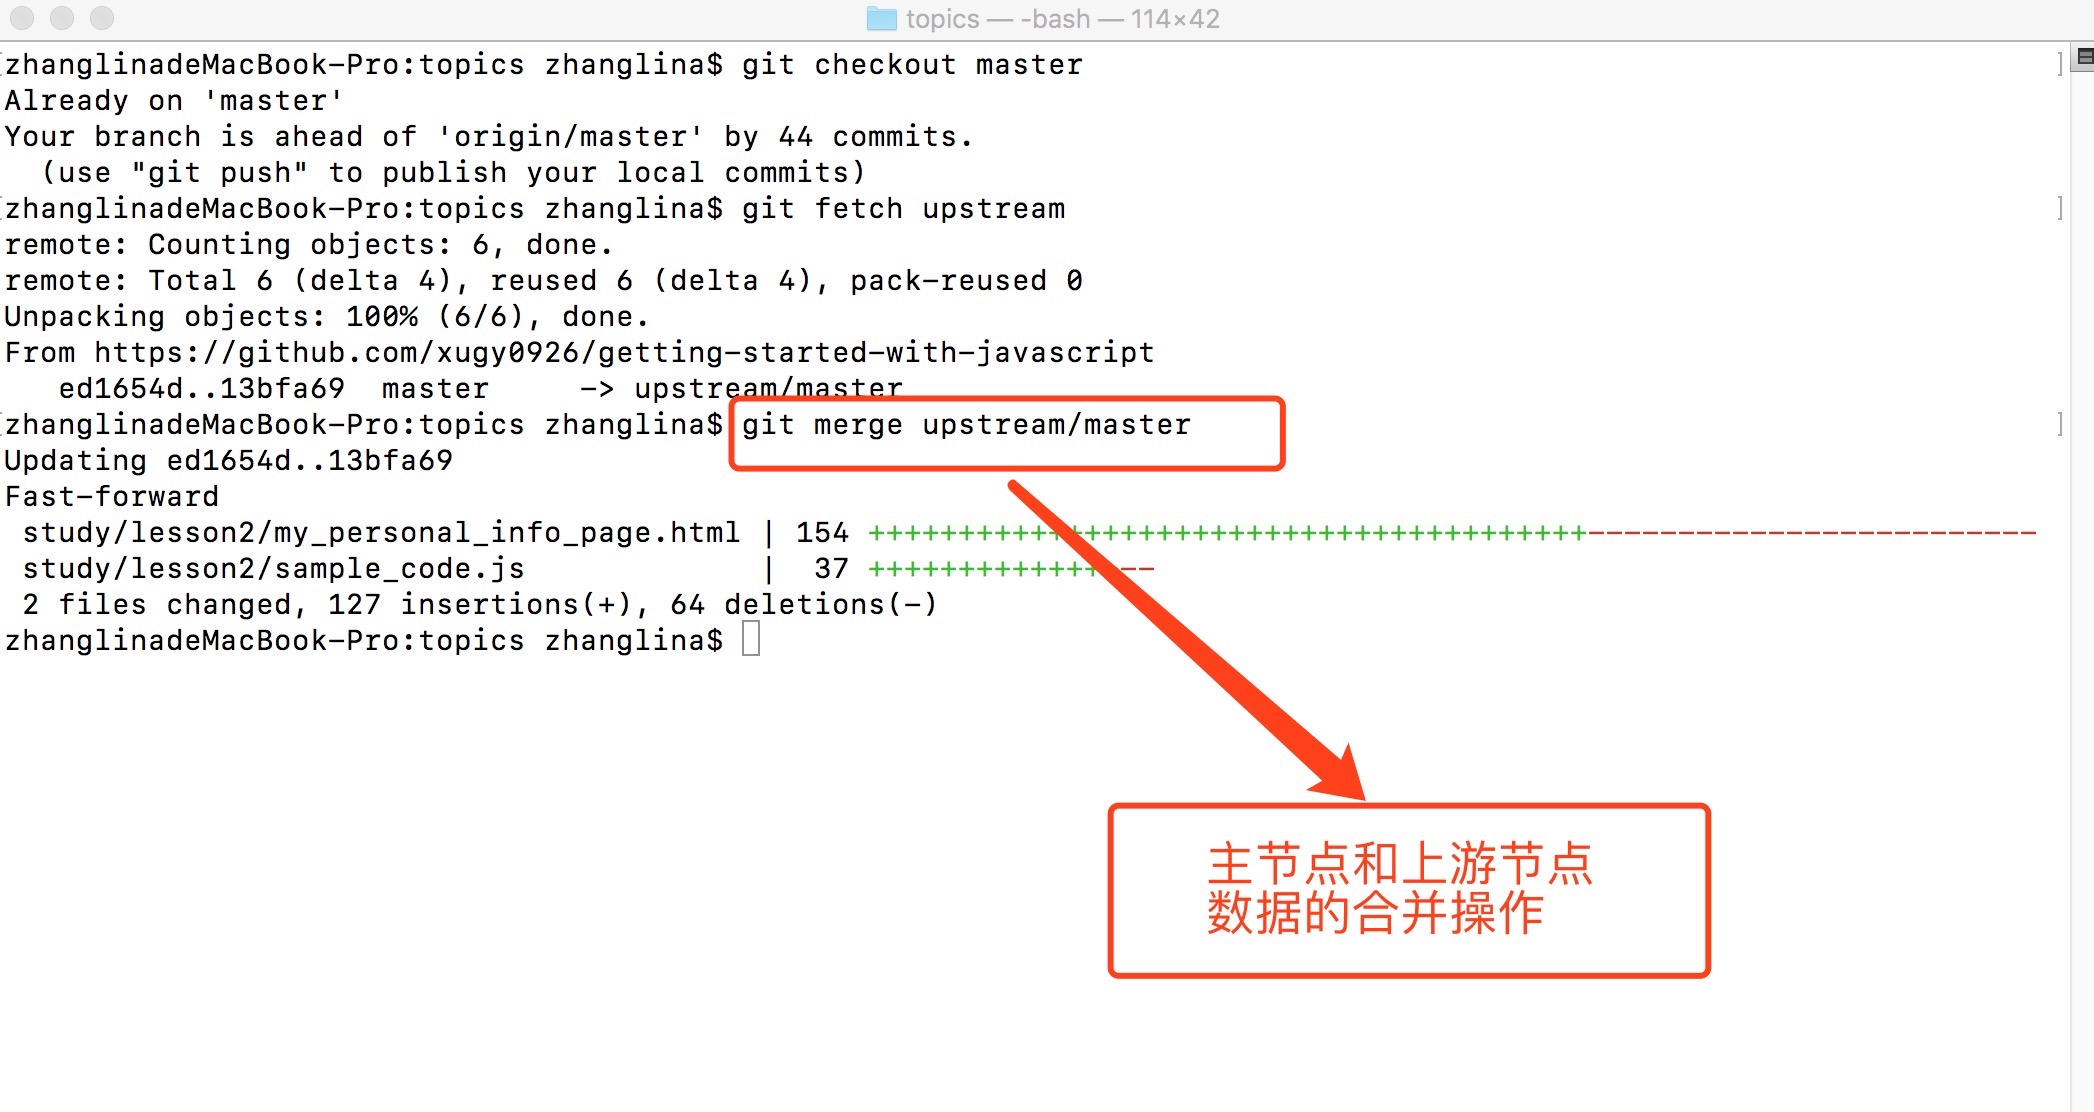 topics — -bash — 114×42
zhanglinadeMacBook-Pro:topics zhanglina$ git checkout master
Already on 'master'
Your branch is ahead of 'origin/master' by 44 commits.
  (use "git push" to publish your local commits)
zhanglinadeMacBook-Pro:topics zhanglina$ git fetch upstream
remote: Counting objects: 6, done.
remote: Total 6 (delta 4), reused 6 (delta 4), pack-reused 0
Unpacking objects: 100% (6/6), done.
From https://github.com/xugy0926/getting-started-with-javascript
   ed1654d..13bfa69  master     -> upstream/master
zhanglinadeMacBook-Pro:topics zhanglina$ git merge upstream/master
Updating ed1654d..13bfa69
Fast-forward
 study/lesson2/my_personal_info_page.html | 154 ++++++++++++++++++++++++++++++++++++++++-------------------------
 study/lesson2/sample_code.js             |  37 +++++++++++++---
 2 files changed, 127 insertions(+), 64 deletions(-)
zhanglinadeMacBook-Pro:topics zhanglina$
主节点和上游节点
数据的合并操作